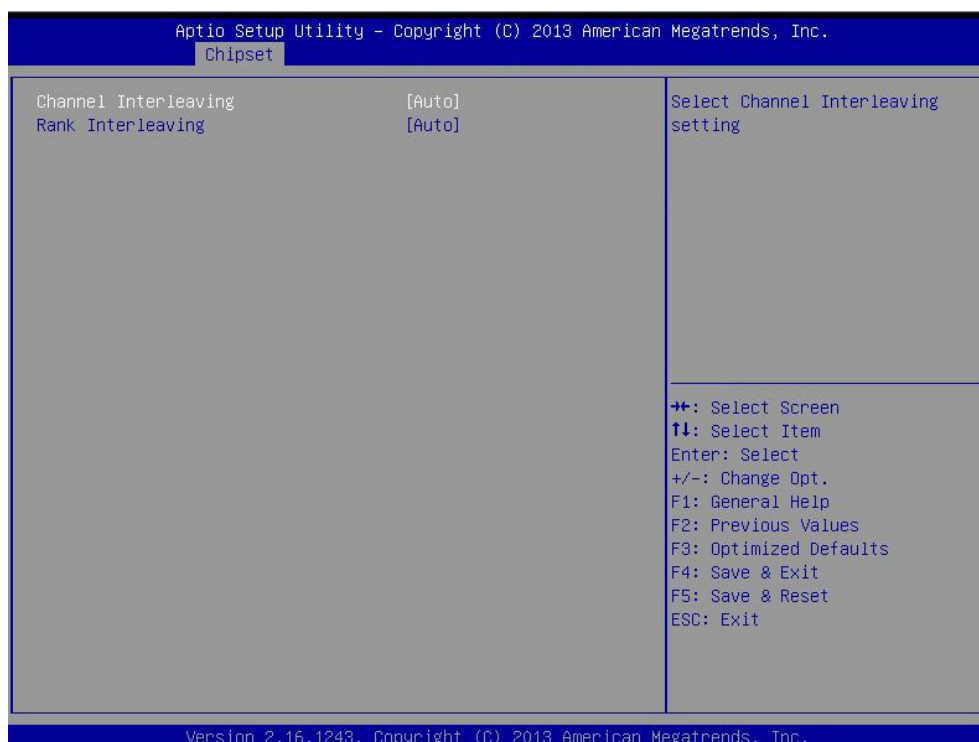 Aptio Setup Utility – Copyright (C) 2013 American Megatrends, Inc.
Chipset
Channel Interleaving [Auto]
Rank Interleaving [Auto]
Select Channel Interleaving
setting
→←: Select Screen
↑↓: Select Item
Enter: Select
+/-: Change Opt.
F1: General Help
F2: Previous Values
F3: Optimized Defaults
F4: Save & Exit
F5: Save & Reset
ESC: Exit
Version 2.16.1243. Copyright (C) 2013 American Megatrends, Inc.